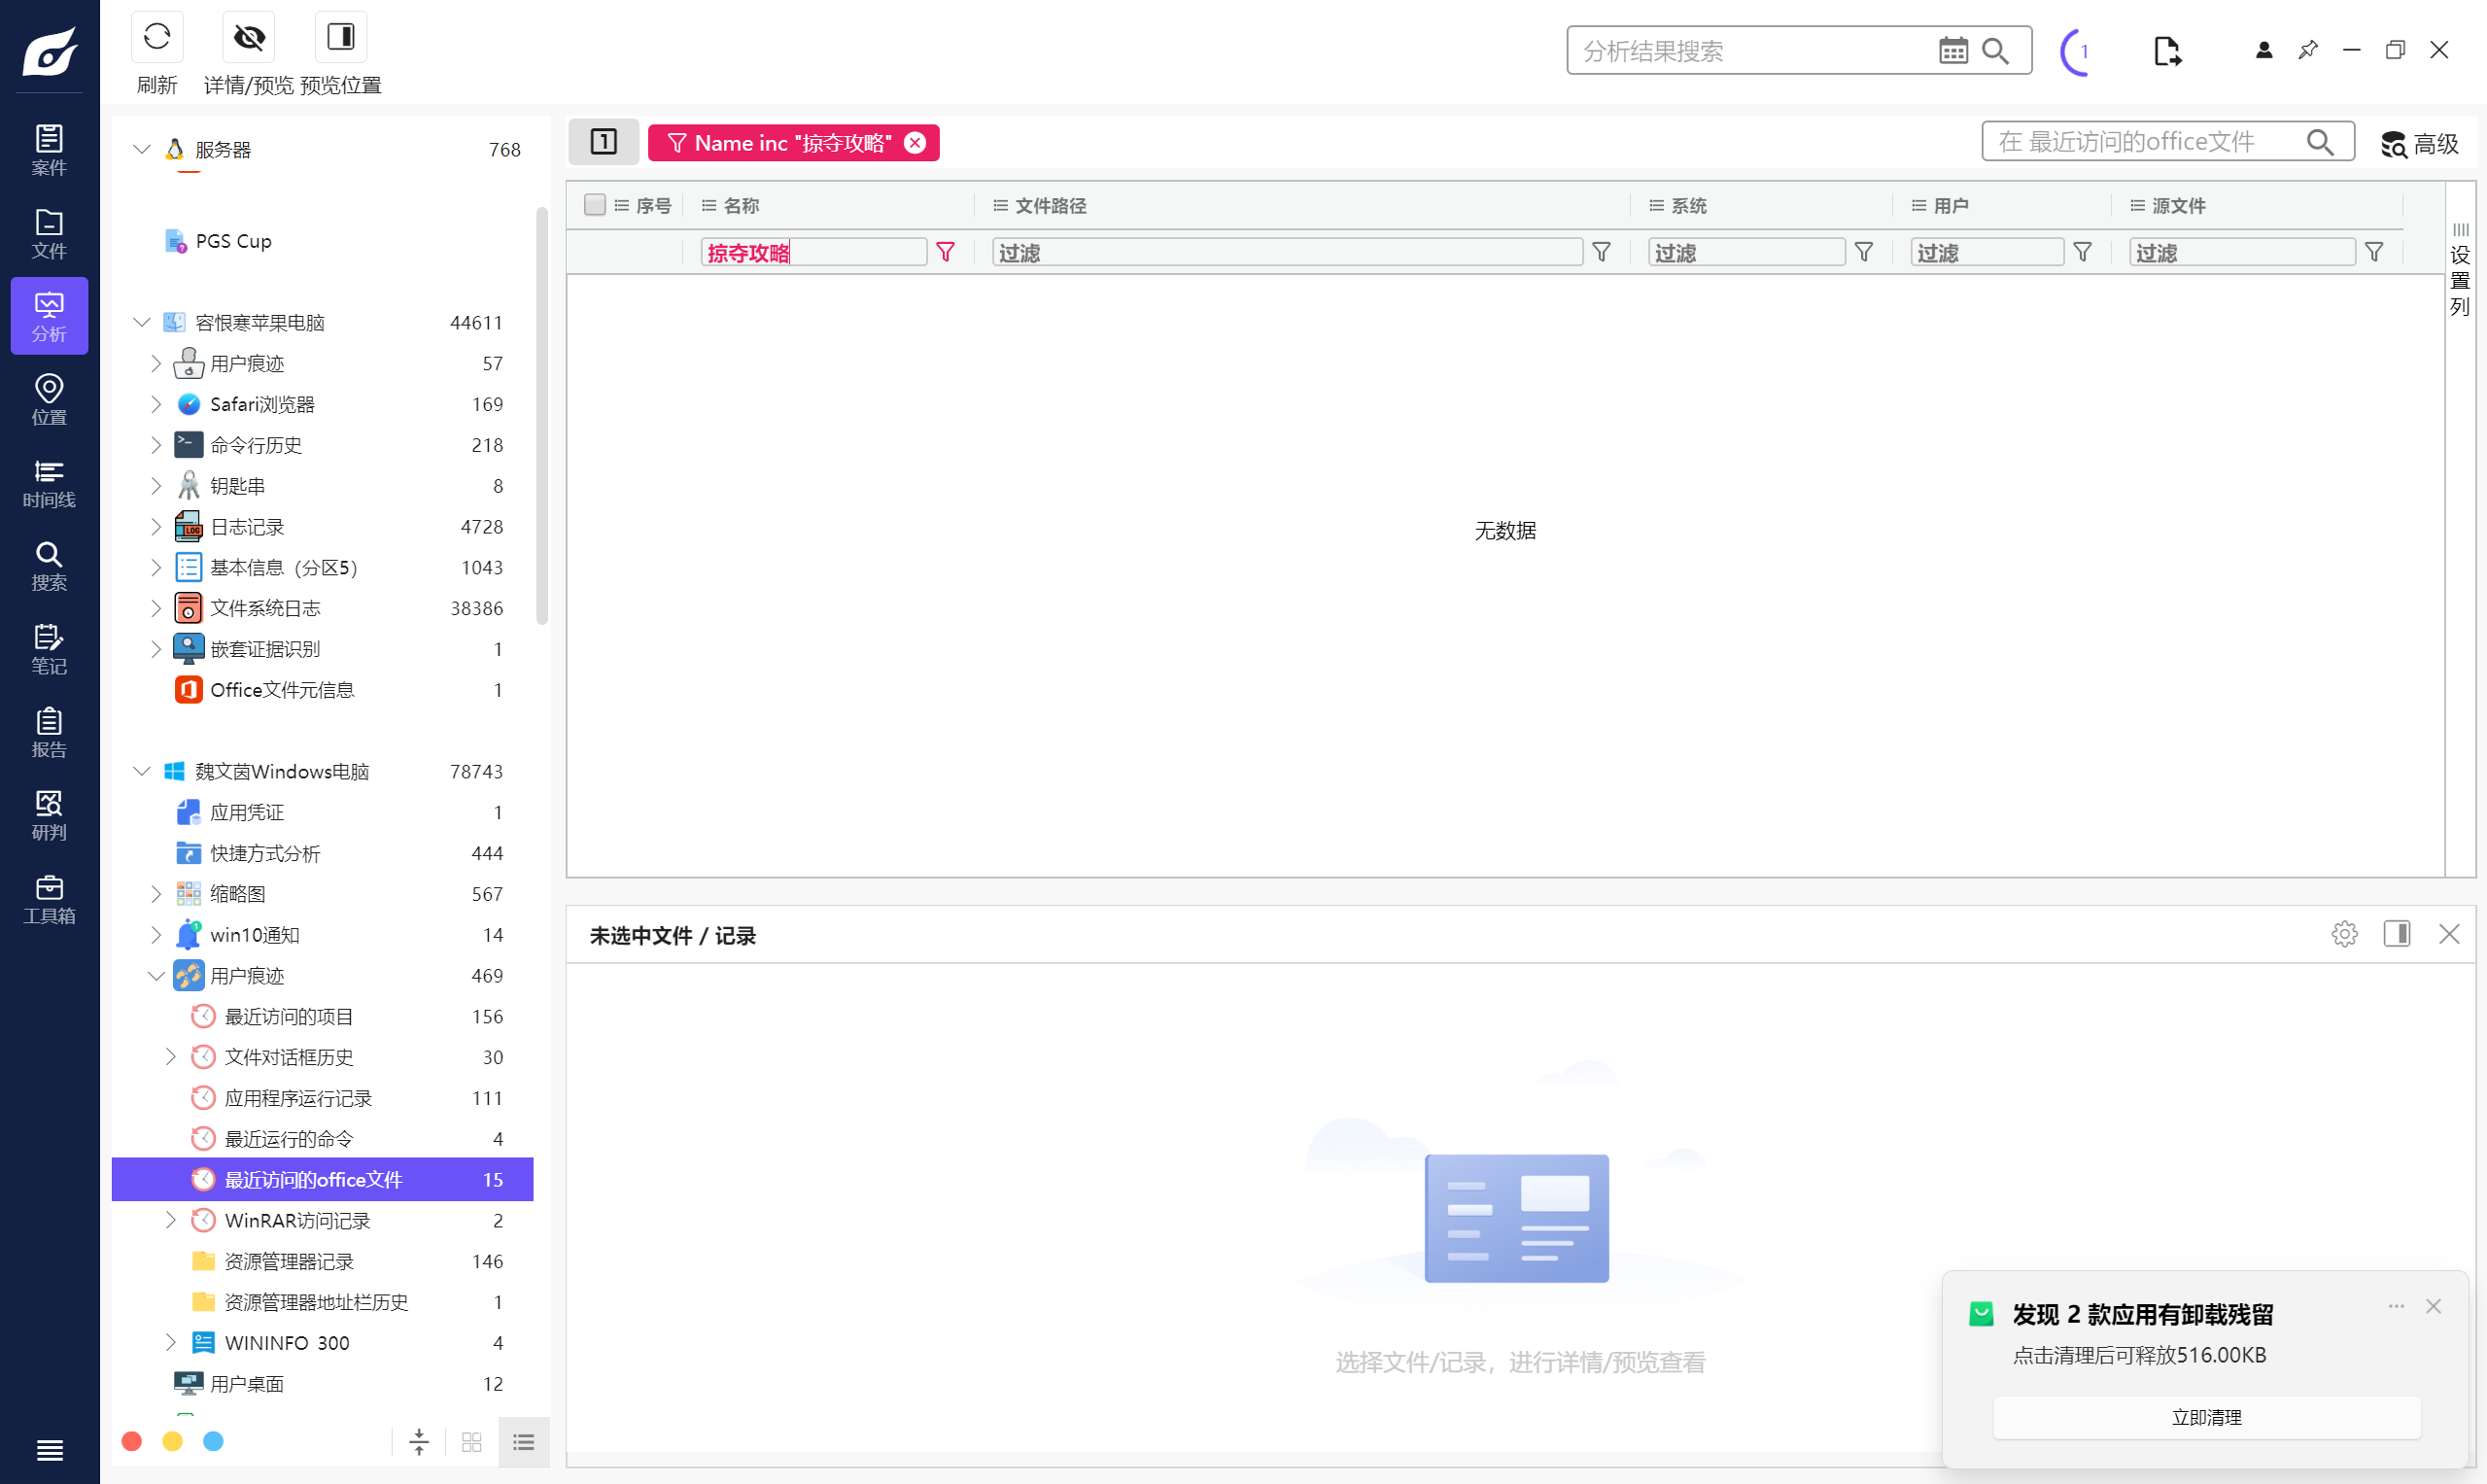 刷新
详情/预览
预览位置
分析结果搜索
1
案件
文件
分析
位置
时间线
搜索
笔记
报告
研判
工具箱
服务器 768
PGS Cup
容恨寒苹果电脑 44611
用户痕迹 57
Safari浏览器 169
命令行历史 218
钥匙串 8
日志记录 4728
基本信息（分区5） 1043
文件系统日志 38386
嵌套证据识别 1
Office文件元信息 1
魏文茵Windows电脑 78743
应用凭证 1
快捷方式分析 444
缩略图 567
win10通知 14
用户痕迹 469
最近访问的项目 156
文件对话框历史 30
应用程序运行记录 111
最近运行的命令 4
最近访问的office文件 15
WinRAR访问记录 2
资源管理器记录 146
资源管理器地址栏历史 1
WININFO_300 4
用户桌面 12
1
Name inc "掠夺攻略"
在 最近访问的office文件
高级
序号 名称 文件路径 系统 用户 源文件
掠夺攻略 过滤 过滤 过滤 过滤
设置列
无数据
未选中文件 / 记录
选择文件/记录，进行详情/预览查看
发现 2 款应用有卸载残留
点击清理后可释放516.00KB
立即清理